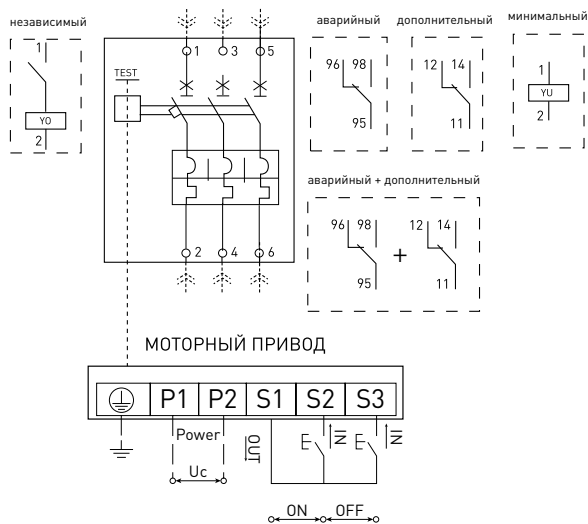 независимый
аварийный
дополнительный
минимальный
1
YO
2
1
3
5
TEST
2
4
6
96 98
95
12 14
11
1
YU
2
аварийный + дополнительный
96 98
95
+
12 14
11
МОТОРНЫЙ ПРИВОД
P1 P2 S1 S2 S3
Power
Uc
OUT
IN
IN
ON OFF